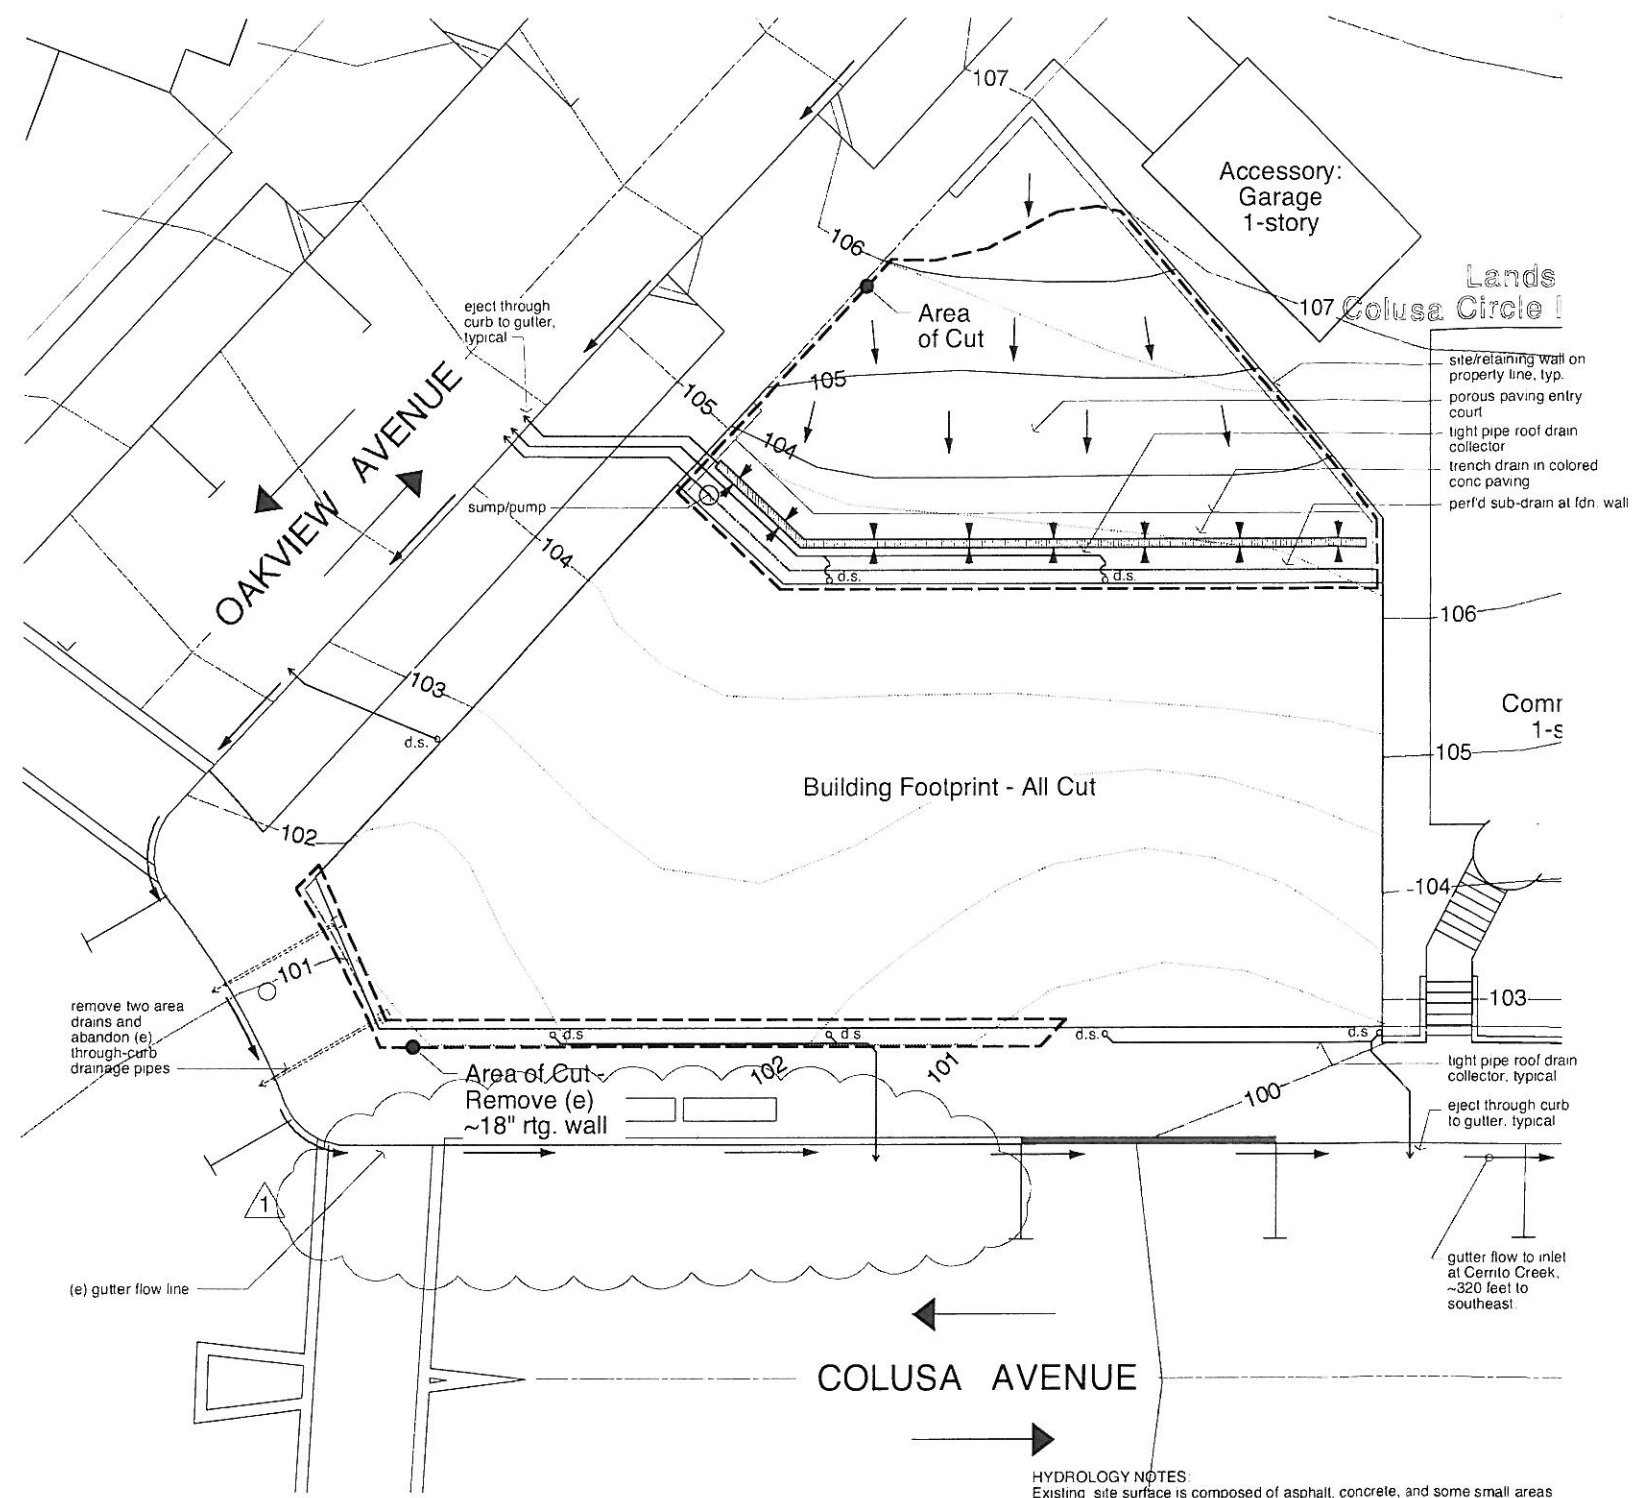 107
Accessory:
Garage
1-story
106
Lands
Colusa Circle
107
Area
of Cut
eject through
curb to gutter,
typical
site/retaining wall on
property line, typ.
105
105
porous paving entry
court
104
tight pipe roof drain
collector
trench drain in colored
conc paving
perf'd sub-drain at fdn. wall
OAKVIEW AVENUE
sump/pump
104
d.s.
d.s.
106
103
d.s.
105
Building Footprint - All Cut
102
104
101
103
remove two area
drains and
abandon (e)
through-curb
drainage pipes
d.s
d.s
d.s.
d.s
Area of Cut -
Remove (e)
~18" rtg. wall
102
101
100
tight pipe roof drain
collector, typical
eject through curb
to gutter, typical
1
(e) gutter flow line
gutter flow to inlet
at Cerrito Creek,
~320 feet to
southeast.
COLUSA AVENUE
HYDROLOGY NOTES:
Existing site surface is composed of asphalt, concrete, and some small areas